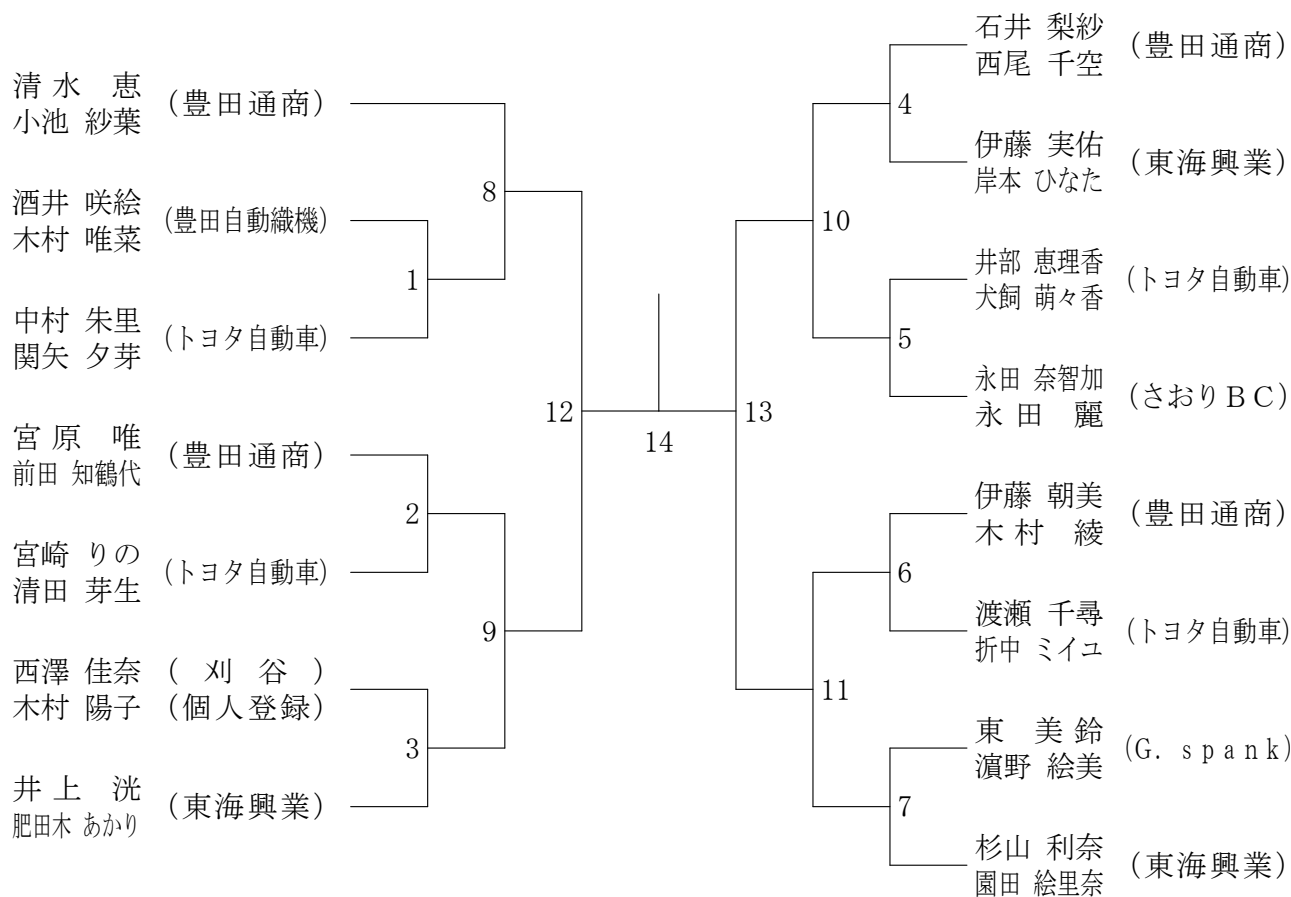 清水 恵
小池 紗葉
(豊田通商)
酒井 咲絵
木村 唯菜
(豊田自動織機)
中村 朱里
関矢 夕芽
(トヨタ自動車)
宮原 唯
前田 知鶴代
(豊田通商)
宮崎 りの
清田 芽生
(トヨタ自動車)
西澤 佳奈 (刈谷)
木村 陽子 (個人登録)
井上 洸
肥田木 あかり
(東海興業)
8
1
12
2
9
3
14
13
10
4
5
11
6
7
石井 梨紗
西尾 千空
(豊田通商)
伊藤 実佑
岸本 ひなた
(東海興業)
井部 恵理香
犬飼 萌々香
(トヨタ自動車)
永田 奈智加
永田 麗
(さおりBC)
伊藤 朝美
木村 綾
(豊田通商)
渡瀬 千尋
折中 ミイユ
(トヨタ自動車)
東 美鈴
濵野 絵美
(G. spank)
杉山 利奈
園田 絵里奈
(東海興業)